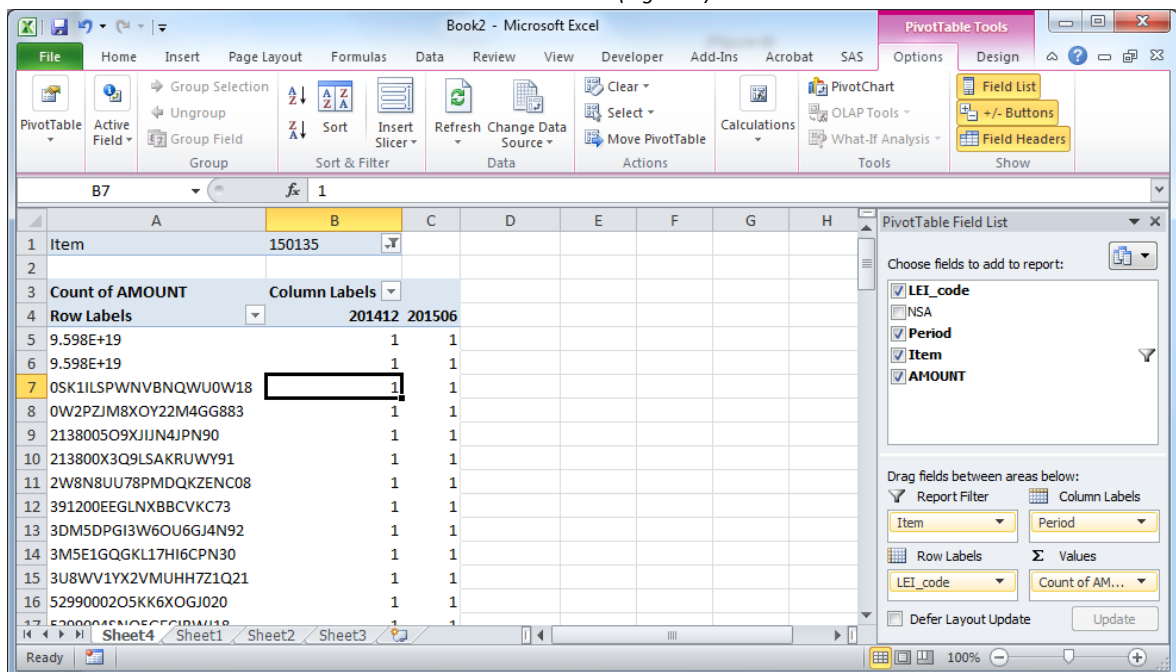 Book2 - Microsoft Excel
PivotTable Tools
File Home Insert Page Layout Formulas Data Review View Developer Add-Ins Acrobat SAS Options Design
PivotTable
Active Field
Group Selection
Ungroup
Group Field
Group
Sort
Insert Slicer
Sort & Filter
Refresh
Change Data Source
Data
Clear
Select
Move PivotTable
Actions
Calculations
PivotChart
OLAP Tools
What-If Analysis
Tools
Field List
+/- Buttons
Field Headers
Show
B7 fx 1
A B C D E F G H
1 Item 150135
2
3 Count of AMOUNT Column Labels
4 Row Labels 201412 201506
5 9.598E+19 1 1
6 9.598E+19 1 1
7 0SK1ILSPWNVBNQWU0W18 1 1
8 0W2PZJM8XOY22M4GG883 1 1
9 2138005O9XJIJN4JPN90 1 1
10 213800X3Q9LSAKRUWY91 1 1
11 2W8N8UU78PMDQKZENC08 1 1
12 391200EEGLNXBBCVKC73 1 1
13 3DM5DPGI3W6OU6GJ4N92 1 1
14 3M5E1GQGKL17HI6CPN30 1 1
15 3U8WV1YX2VMUHH7Z1Q21 1 1
16 52990002O5KK6XOGJ020 1 1
PivotTable Field List
Choose fields to add to report:
LEI_code
NSA
Period
Item
AMOUNT
Drag fields between areas below:
Report Filter Column Labels
Item Period
Row Labels Σ Values
LEI_code Count of AM...
Defer Layout Update Update
Sheet4 Sheet1 Sheet2 Sheet3
Ready 100%